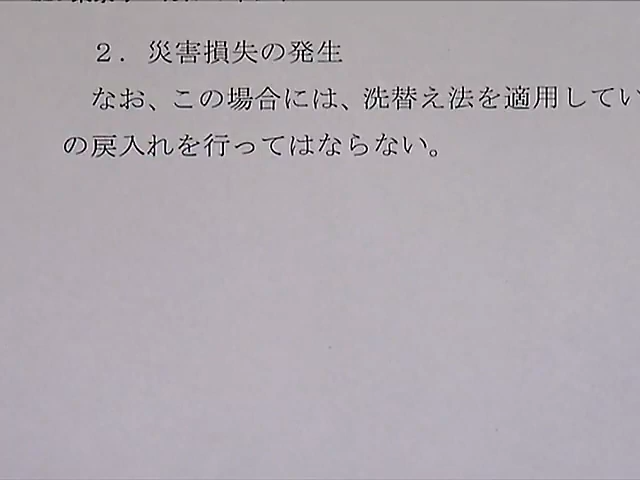 ２．災害損失の発生
なお、この場合には、洗替え法を適用してい
の戻入れを行ってはならない。